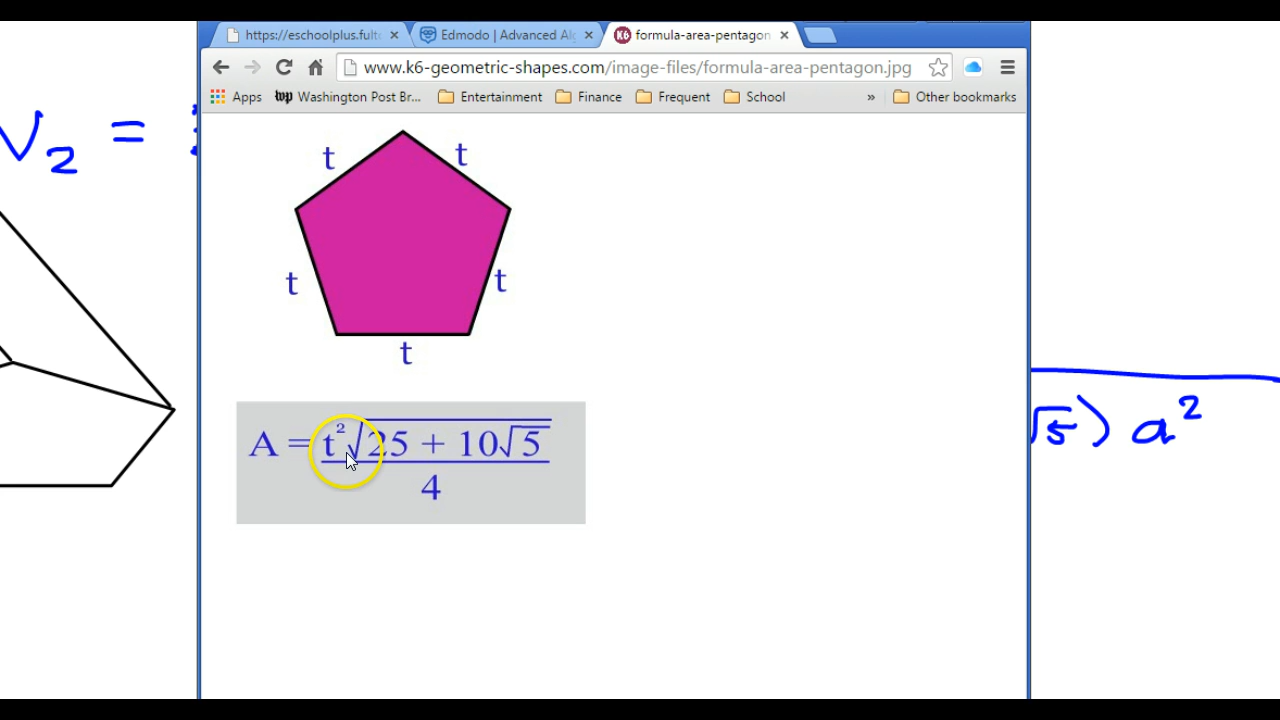 https://eschoolplus.fult
Edmodo | Advanced Al
K6 formula-area-pentagon
www.k6-geometric-shapes.com/image-files/formula-area-pentagon.jpg
Apps
wp Washington Post Br...
Entertainment
Finance
Frequent
School
»
Other bookmarks
V₂ =
t t
t t
t
A = t²√(25 + 10√5) / 4
√5) a²